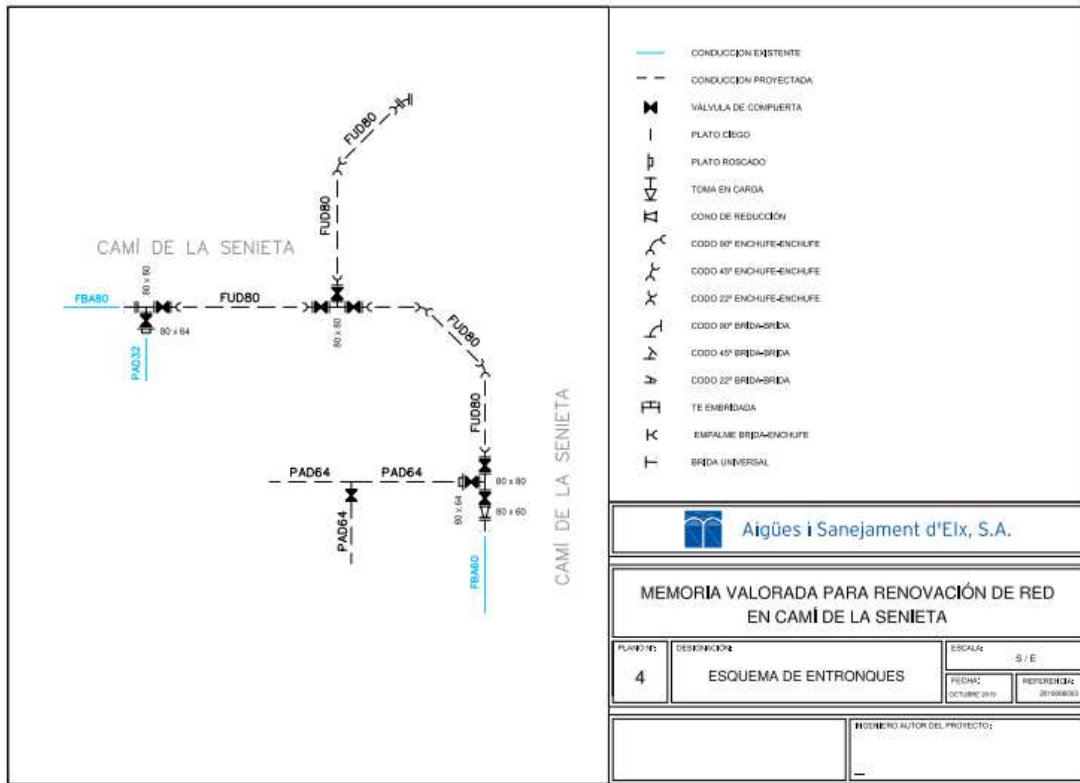 FUD80
FUD80
CAMÍ DE LA SENIETA
80 x 80
FBA80
FUD80
80 x 64
80 x 80
PAD32
FUD80
FUD80
CAMÍ DE LA SENIETA
PAD64
PAD64
80 x 80
80 x 64
80 x 60
PAD64
FBA60
CONDUCCION EXISTENTE
CONDUCCION PROYECTADA
VÁLVULA DE COMPUERTA
PLATO CIEGO
PLATO ROSCADO
TOMA EN CARGA
CONO DE REDUCCIÓN
CODO 90º ENCHUFE-ENCHUFE
CODO 45º ENCHUFE-ENCHUFE
CODO 22º ENCHUFE-ENCHUFE
CODO 90º BRIDA-BRIDA
CODO 45º BRIDA-BRIDA
CODO 22º BRIDA-BRIDA
TE EMBRIDADA
EMPALME BRIDA-ENCHUFE
BRIDA UNIVERSAL
Aigües i Sanejament d'Elx, S.A.
MEMORIA VALORADA PARA RENOVACIÓN DE RED
EN CAMÍ DE LA SENIETA
PLANO Nº:
4
DESIGNACIÓN:
ESQUEMA DE ENTRONQUES
ESCALA:
S / E
FECHA:
OCTUBRE 2019
REFERENCIA:
INGENIERO AUTOR DEL PROYECTO: